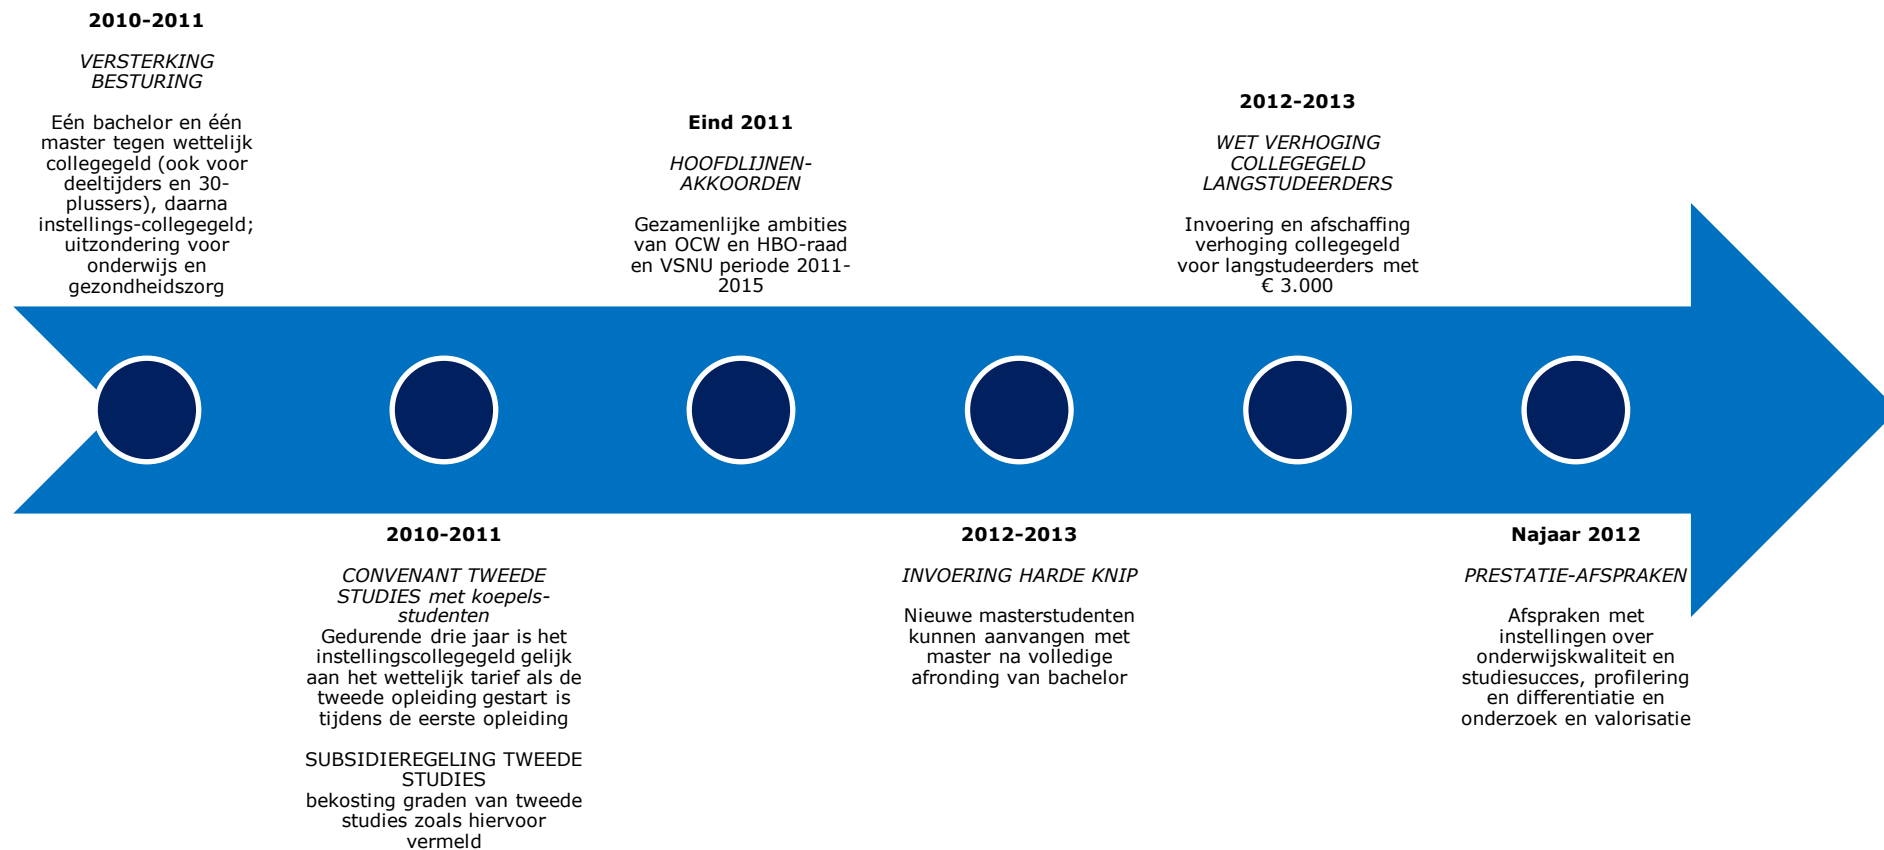 2010-2011
VERSTERKING
BESTURING
Eén bachelor en één
master tegen wettelijk
collegegeld (ook voor
deeltijders en 30-
plussers), daarna
instellings-collegegeld;
uitzondering voor
onderwijs en
gezondheidszorg
2010-2011
CONVENANT TWEEDE
STUDIES met koepels-
studenten
Gedurende drie jaar is het
instellingscollegegeld gelijk
aan het wettelijk tarief als de
tweede opleiding gestart is
tijdens de eerste opleiding
SUBSIDIEREGELING TWEEDE
STUDIES
bekosting graden van tweede
studies zoals hiervoor
vermeld
Eind 2011
HOOFDLIJNEN-
AKKOORDEN
Gezamenlijke ambities
van OCW en HBO-raad
en VSNU periode 2011-
2015
2012-2013
INVOERING HARDE KNIP
Nieuwe masterstudenten
kunnen aanvangen met
master na volledige
afronding van bachelor
2012-2013
WET VERHOGING
COLLEGEGELD
LANGSTUDEERDERS
Invoering en afschaffing
verhoging collegegeld
voor langstudeerders met
€ 3.000
Najaar 2012
PRESTATIE-AFSPRAKEN
Afspraken met
instellingen over
onderwijskwaliteit en
studiesucces, profilering
en differentiatie en
onderzoek en valorisatie